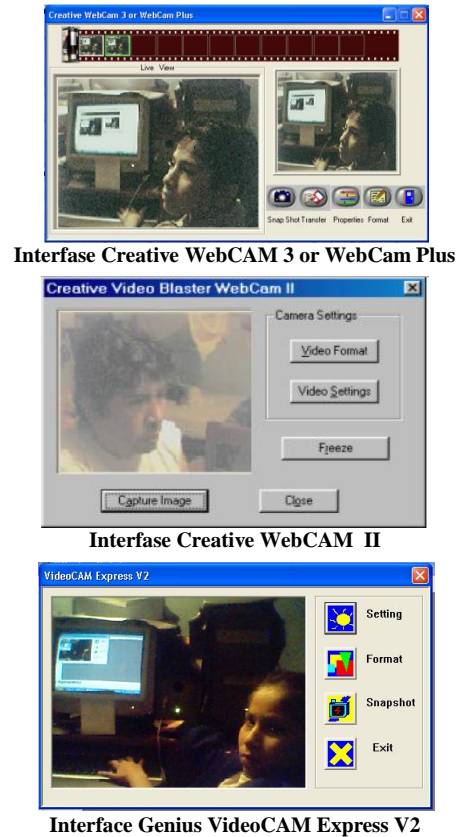 Creative WebCam 3 or WebCam Plus
Live View
Snap Shot Transfer Properties Format Exit
Interfase Creative WebCAM 3 or WebCam Plus
Creative Video Blaster WebCam II
Camera Settings
Video Format
Video Settings
Freeze
Capture Image Close
Interfase Creative WebCAM II
VideoCAM Express V2
Setting
Format
Snapshot
Exit
Interface Genius VideoCAM Express V2